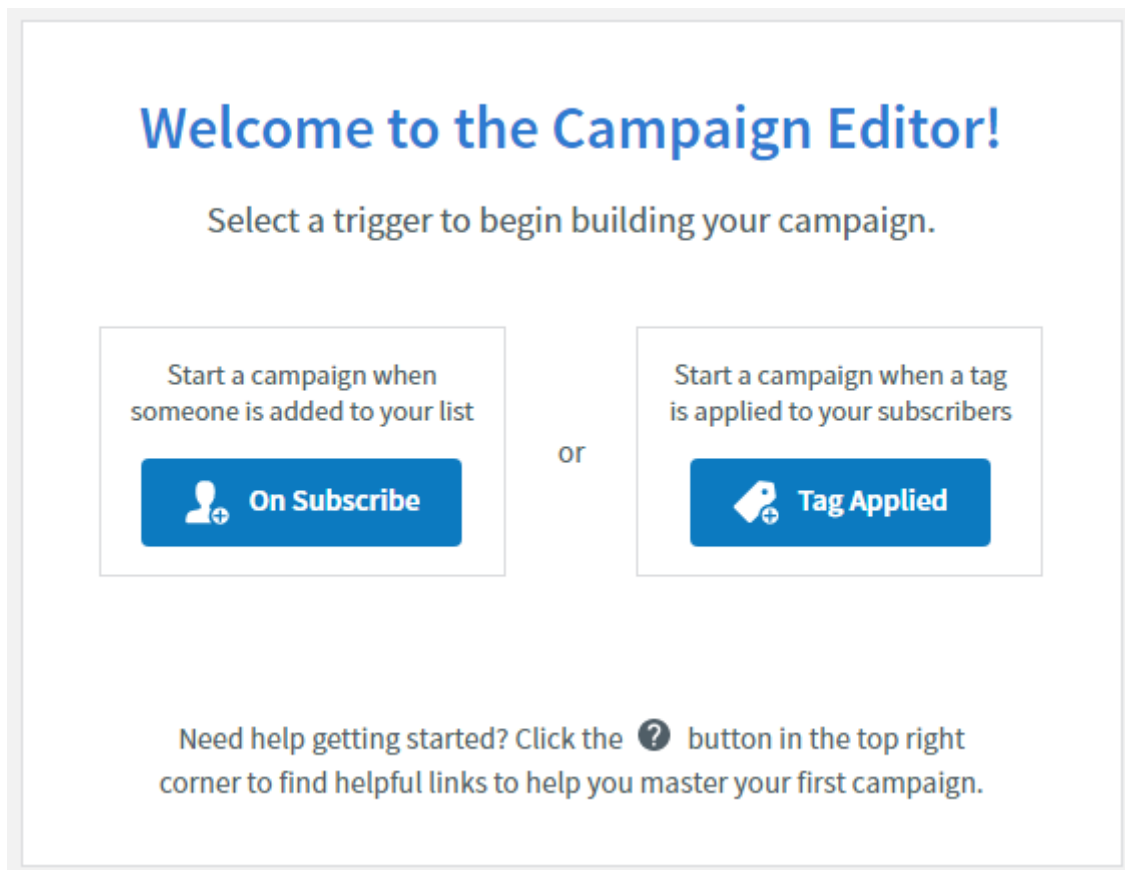 Welcome to the Campaign Editor!
Select a trigger to begin building your campaign.
Start a campaign when
someone is added to your list
On Subscribe
or
Start a campaign when a tag
is applied to your subscribers
Tag Applied
Need help getting started? Click the ? button in the top right
corner to find helpful links to help you master your first campaign.